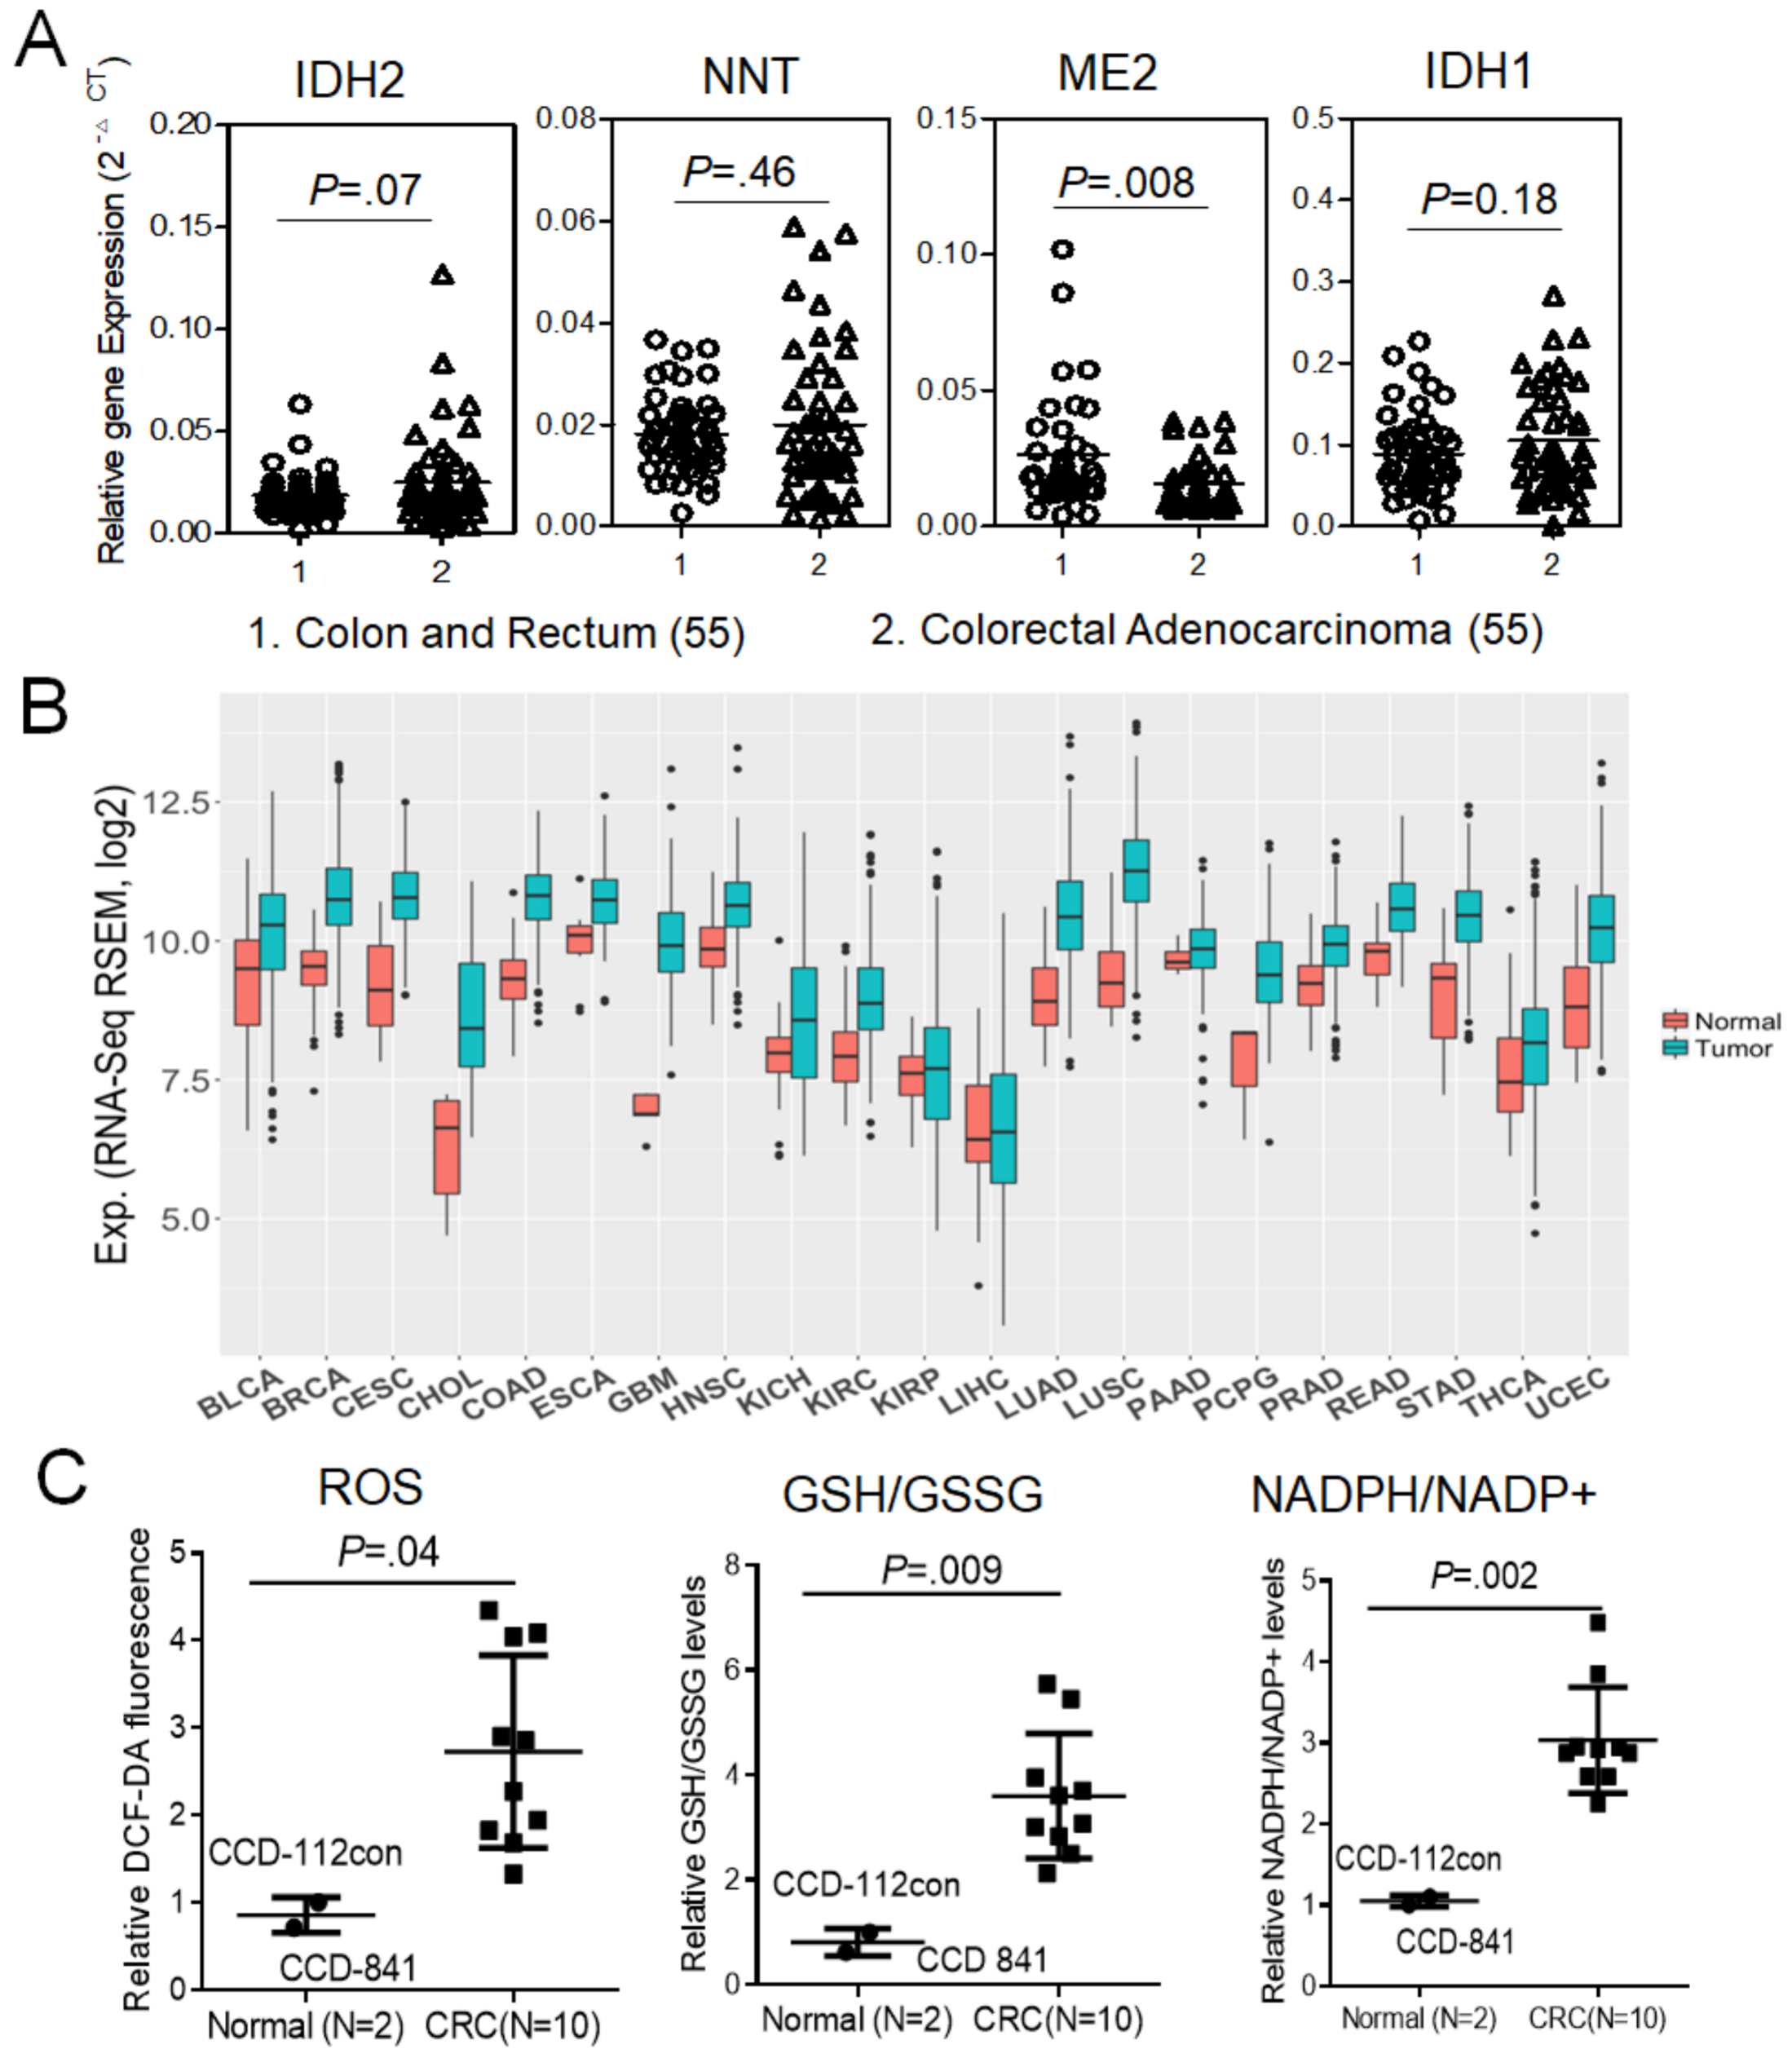 A
IDH2
NNT
ME2
IDH1
Relative gene Expression (2^-△ CT)
0.20
0.15
0.10
0.05
0.00
P=.07
1
2
0.08
0.06
0.04
0.02
0.00
P=.46
1
2
0.15
0.10
0.05
0.00
P=.008
1
2
0.5
0.4
0.3
0.2
0.1
0.0
P=0.18
1
2
1. Colon and Rectum (55)
2. Colorectal Adenocarcinoma (55)
B
Exp. (RNA-Seq RSEM, log2)
12.5
10.0
7.5
5.0
Normal
Tumor
BLCA
BRCA
CESC
CHOL
COAD
ESCA
GBM
HNSC
KICH
KIRC
KIRP
LIHC
LUAD
LUSC
PAAD
PCPG
PRAD
READ
STAD
THCA
UCEC
C
ROS
Relative DCF-DA fluorescence
5
4
3
2
1
0
P=.04
CCD-112con
CCD-841
Normal (N=2)
CRC(N=10)
GSH/GSSG
Relative GSH/GSSG levels
8
6
4
2
0
P=.009
CCD-112con
CCD 841
Normal (N=2)
CRC(N=10)
NADPH/NADP+
Relative NADPH/NADP+ levels
5
4
3
2
1
0
P=.002
CCD-112con
CCD-841
Normal (N=2)
CRC(N=10)